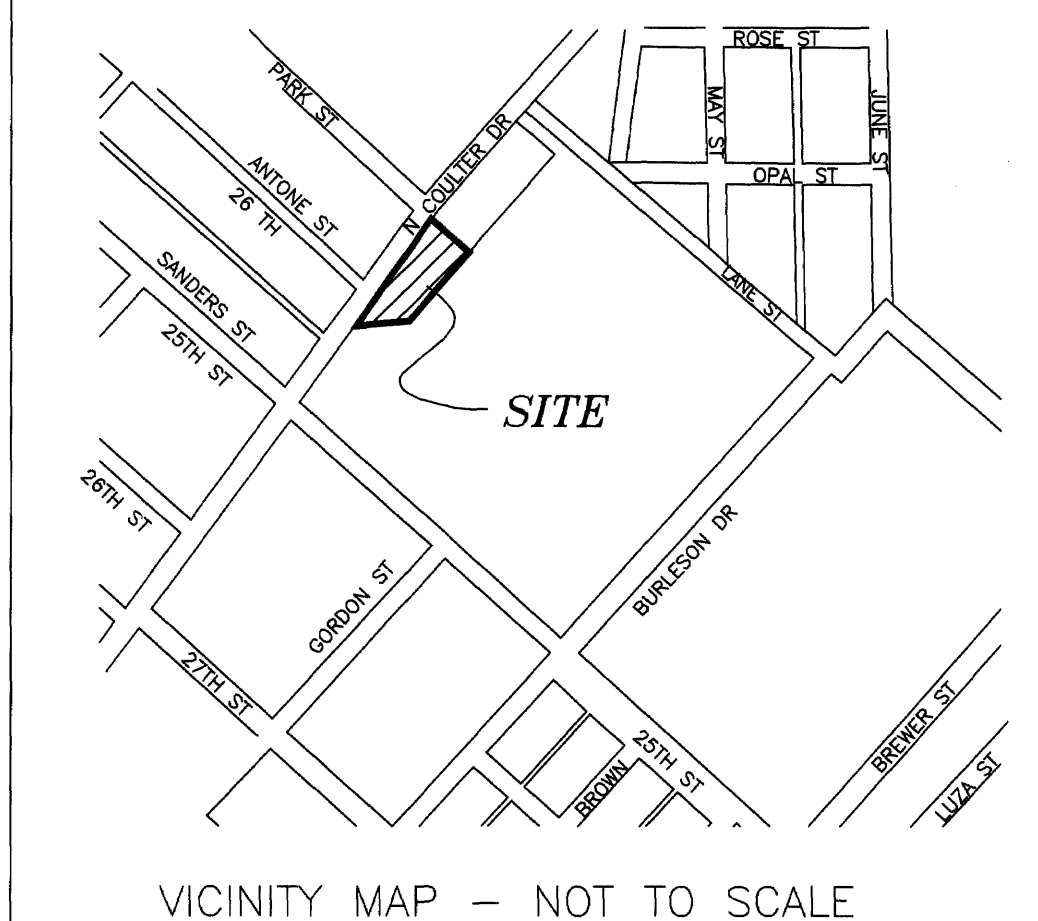 ROSE ST
PARK ST
MAY ST
JUNE ST
N COULTER DR
OPAL ST
ANTONE ST
26 TH
SANDERS ST
LANE ST
25TH ST
SITE
26TH ST
BURLESON DR
GORDON ST
27TH ST
25TH ST
BREWER ST
BROWN
LUZA ST
VICINITY MAP – NOT TO SCALE